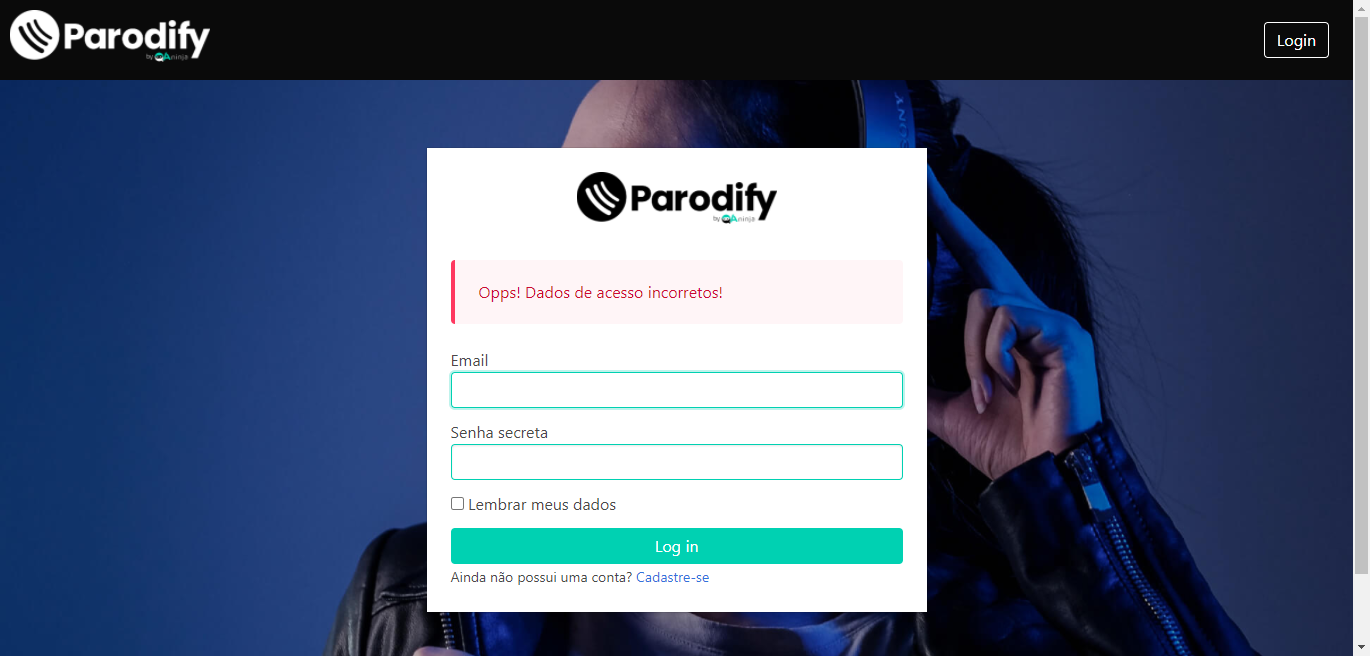 Parodify
by QAninja
Login
SONY
Parodify
by QAninja
Opps! Dados de acesso incorretos!
Email
Senha secreta
Lembrar meus dados
Log in
Ainda não possui uma conta? Cadastre-se